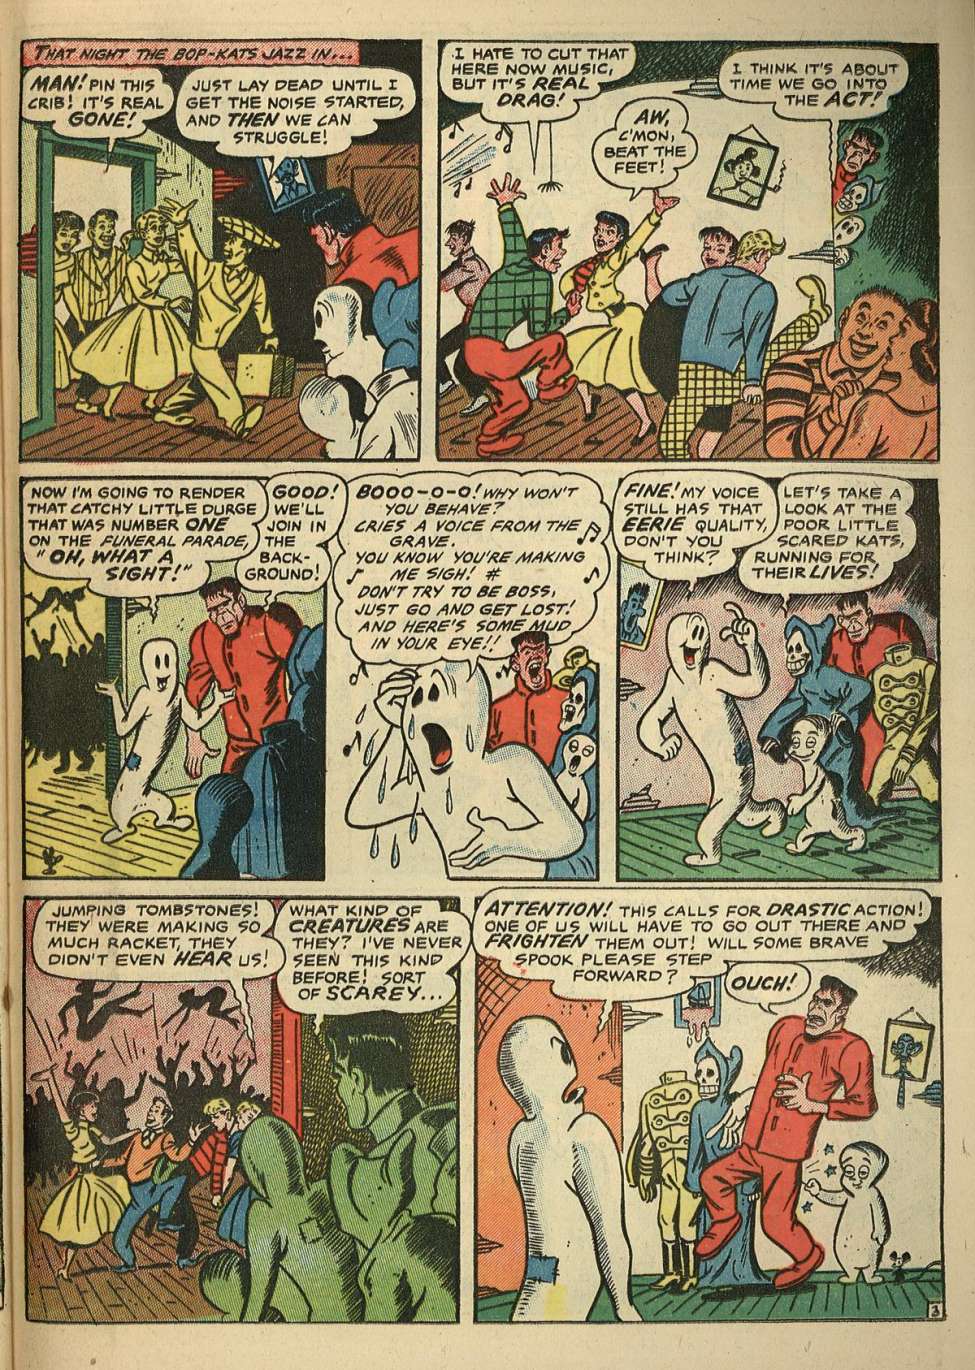 THAT NIGHT THE BOP-KATS JAZZ IN...
MAN! PIN THIS
CRIB! IT'S REAL
GONE!
JUST LAY DEAD UNTIL I
GET THE NOISE STARTED,
AND THEN WE CAN
STRUGGLE!
I HATE TO CUT THAT
HERE NOW MUSIC,
BUT IT'S REAL
DRAG!
AW,
C'MON,
BEAT THE
FEET!
I THINK IT'S ABOUT
TIME WE GO INTO
THE ACT!
NOW I'M GOING TO RENDER
THAT CATCHY LITTLE DURGE
THAT WAS NUMBER ONE
ON THE FUNERAL PARADE,
"OH, WHAT A
SIGHT!"
GOOD!
WE'LL
JOIN IN
THE
BACK-
GROUND!
BOOO-O-O! WHY WON'T
YOU BEHAVE?
CRIES A VOICE FROM THE
GRAVE.
YOU KNOW YOU'RE MAKING
ME SIGH! #
DON'T TRY TO BE BOSS,
JUST GO AND GET LOST!
AND HERE'S SOME MUD
IN YOUR EYE!!
FINE! MY VOICE
STILL HAS THAT
EERIE QUALITY,
DON'T YOU
THINK?
LET'S TAKE A
LOOK AT THE
POOR LITTLE
SCARED KATS,
RUNNING FOR
THEIR LIVES!
JUMPING TOMBSTONES!
THEY WERE MAKING SO
MUCH RACKET, THEY
DIDN'T EVEN HEAR US!
WHAT KIND OF
CREATURES ARE
THEY? I'VE NEVER
SEEN THIS KIND
BEFORE! SORT
OF SCAREY...
ATTENTION! THIS CALLS FOR DRASTIC ACTION!
ONE OF US WILL HAVE TO GO OUT THERE AND
FRIGHTEN THEM OUT! WILL SOME BRAVE
SPOOK PLEASE STEP
FORWARD?
OUCH!
3